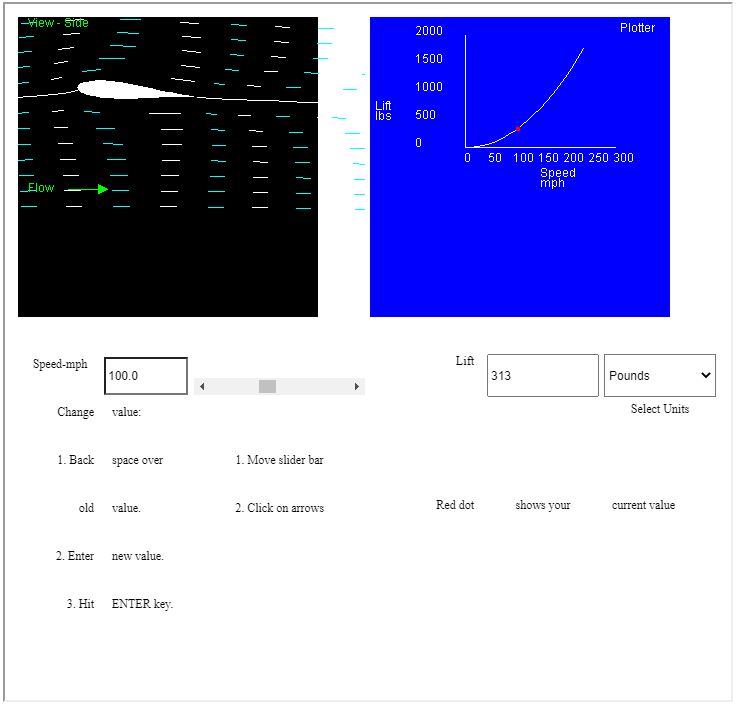 View - Side
Flow
Plotter
2000
1500
1000
500
0
Lift
lbs
0 50 100 150 200 250 300
Speed
mph
Speed-mph 100.0
Lift 313 Pounds
Select Units
Change value:
1. Back space over 1. Move slider bar
old value. 2. Click on arrows
Red dot shows your current value
2. Enter new value.
3. Hit ENTER key.